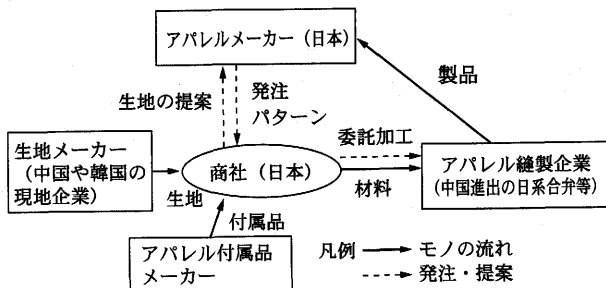 アパレルメーカー（日本）
製品
生地の提案
発注
パターン
委託加工
生地メーカー
（中国や韓国の
現地企業）
生地
商社（日本）
材料
アパレル縫製企業
（中国進出の日系合弁等）
付属品
アパレル付属品
メーカー
凡例
モノの流れ
発注・提案